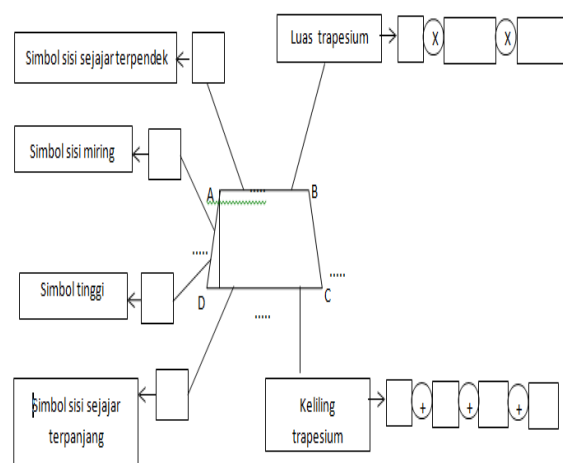 Luas trapesium
x
x
Simbol sisi sejajar terpendek
Simbol sisi miring
A
.....
B
.....
.....
Simbol tinggi
D
C
.....
Simbol sisi sejajar
terpanjang
Keliling
trapesium
+
+
+